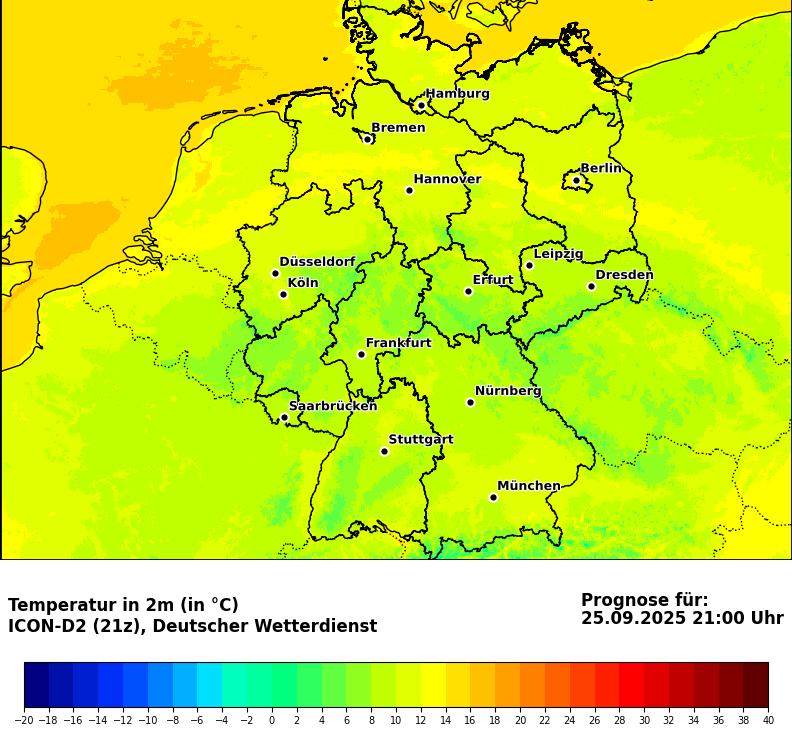 Hamburg
Bremen
Berlin
Hannover
Leipzig
Düsseldorf
Dresden
Köln
Erfurt
Frankfurt
Nürnberg
Saarbrücken
Stuttgart
München
Temperatur in 2m (in °C)
ICON-D2 (21z), Deutscher Wetterdienst
Prognose für:
25.09.2025 21:00 Uhr
−20 −18 −16 −14 −12 −10 −8 −6 −4 −2 0 2 4 6 8 10 12 14 16 18 20 22 24 26 28 30 32 34 36 38 40